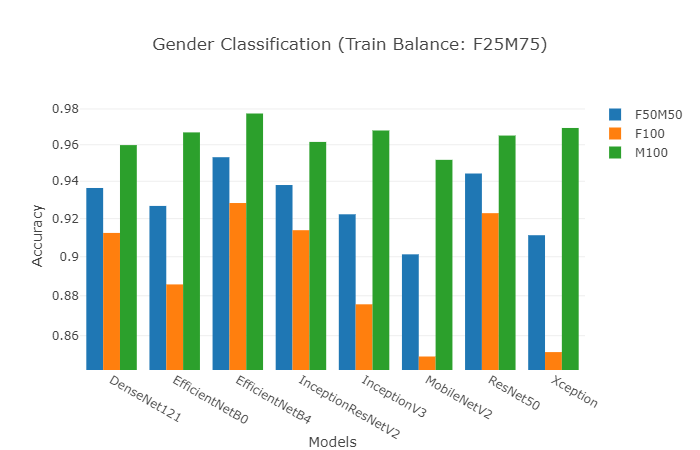 Gender Classification (Train Balance: F25M75)
F50M50
F100
M100
0.98
0.96
0.94
0.92
0.9
0.88
0.86
Accuracy
DenseNet121
EfficientNetB0
EfficientNetB4
InceptionResNetV2
InceptionV3
MobileNetV2
ResNet50
Xception
Models